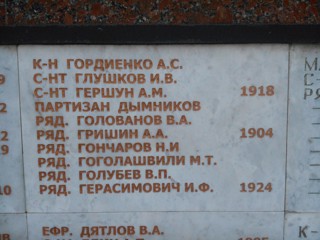 К-Н ГОРДИЕНКО А.С.
С-НТ ГЛУШКОВ И.В.
С-НТ ГЕРШУН А.М. 1918
ПАРТИЗАН ДЫМНИКОВ
РЯД. ГОЛОВАНОВ В.А.
РЯД. ГРИШИН А.А. 1904
РЯД. ГОНЧАРОВ Н.И
РЯД. ГОГОЛАШВИЛИ М.Т.
РЯД. ГОЛУБЕВ В.П.
РЯД. ГЕРАСИМОВИЧ И.Ф. 1924
ЕФР. ДЯТЛОВ В.А.